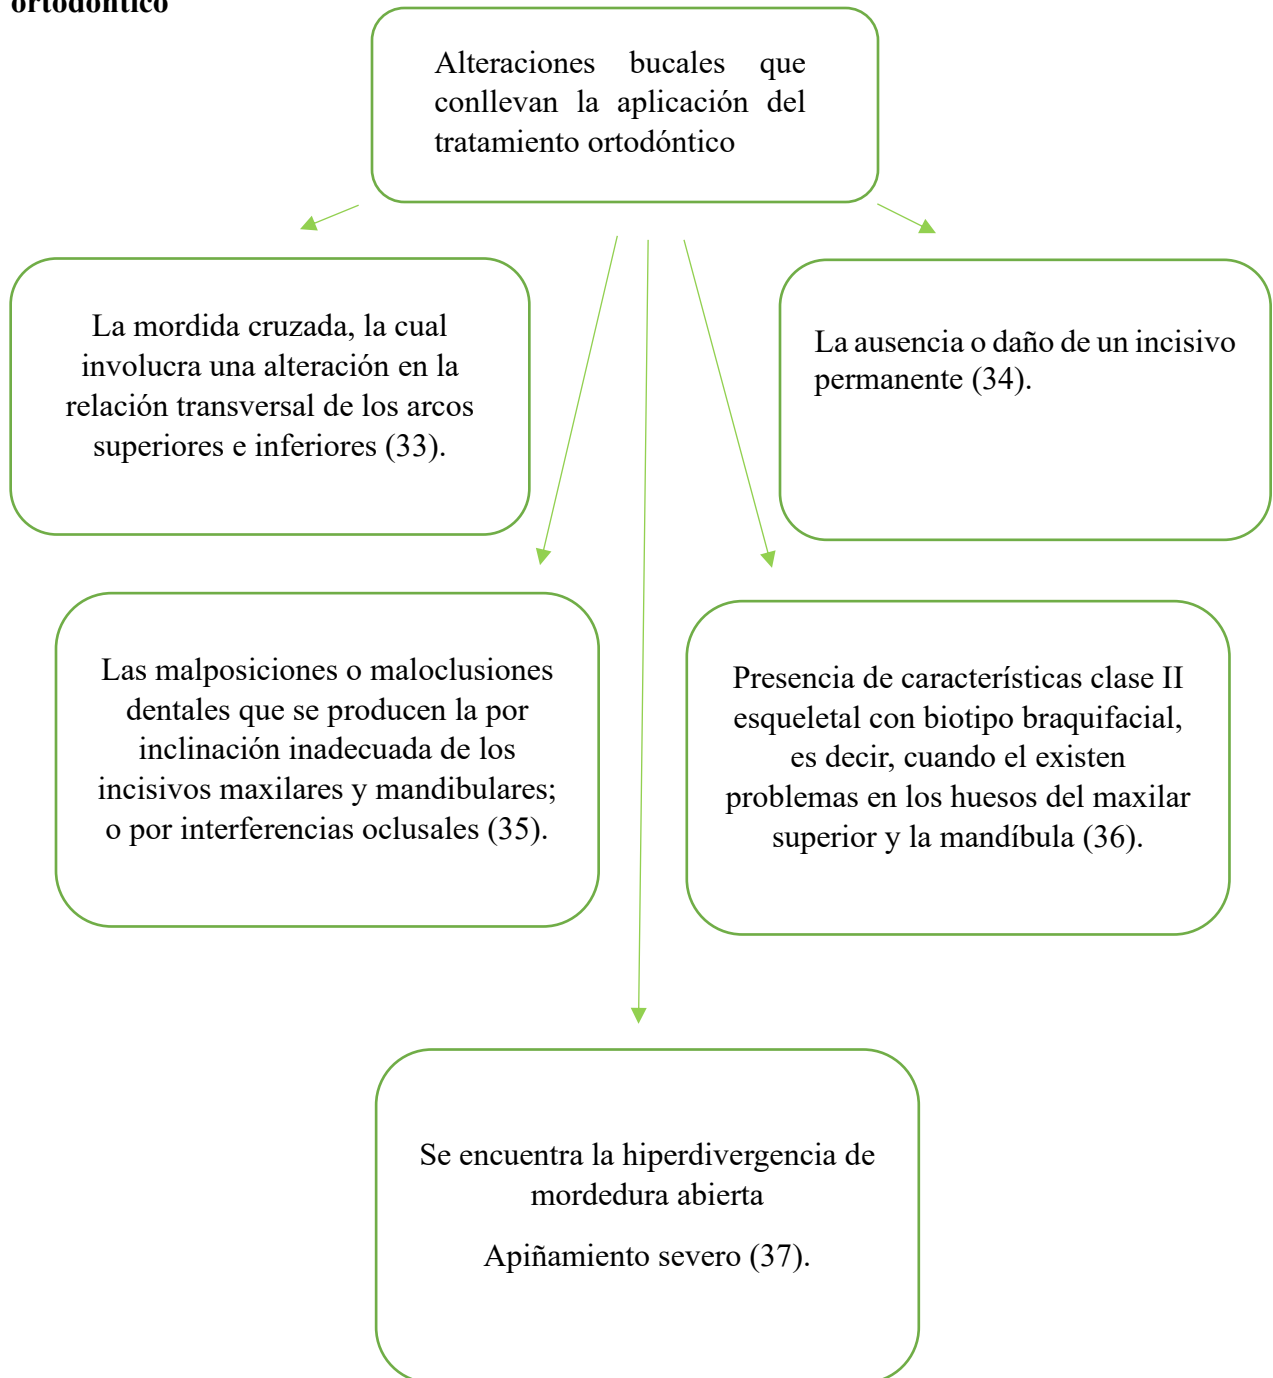 ortodóntico
Alteraciones bucales que
conllevan la aplicación del
tratamiento ortodóntico
La mordida cruzada, la cual
involucra una alteración en la
relación transversal de los arcos
superiores e inferiores (33).
La ausencia o daño de un incisivo
permanente (34).
Las malposiciones o maloclusiones
dentales que se producen la por
inclinación inadecuada de los
incisivos maxilares y mandibulares;
o por interferencias oclusales (35).
Presencia de características clase II
esqueletal con biotipo braquifacial,
es decir, cuando el existen
problemas en los huesos del maxilar
superior y la mandíbula (36).
Se encuentra la hiperdivergencia de
mordedura abierta
Apiñamiento severo (37).